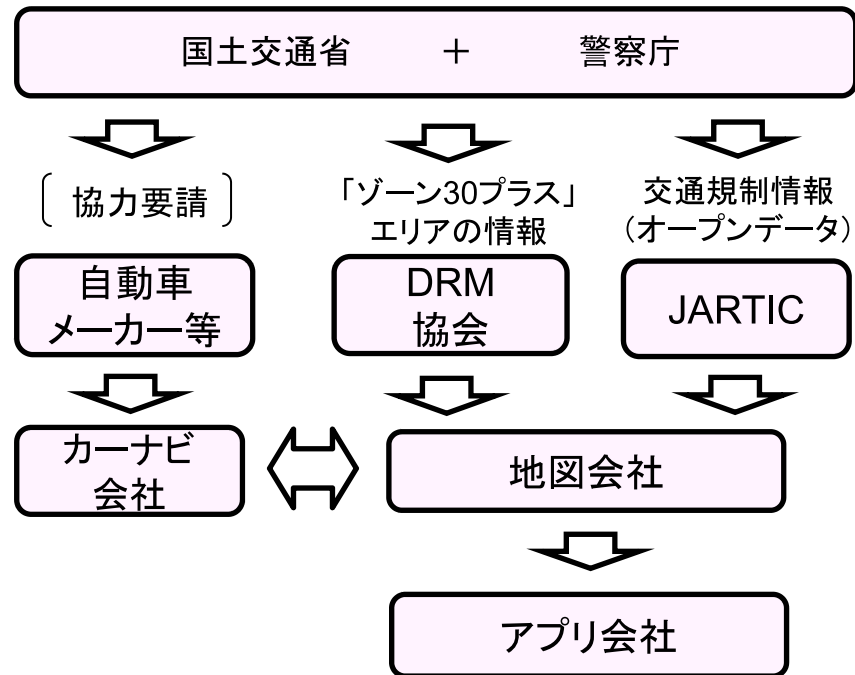 国土交通省 + 警察庁
〔 協力要請 〕
「ゾーン30プラス」
エリアの情報
交通規制情報
(オープンデータ)
自動車
メーカー等
DRM
協会
JARTIC
カーナビ
会社
地図会社
アプリ会社